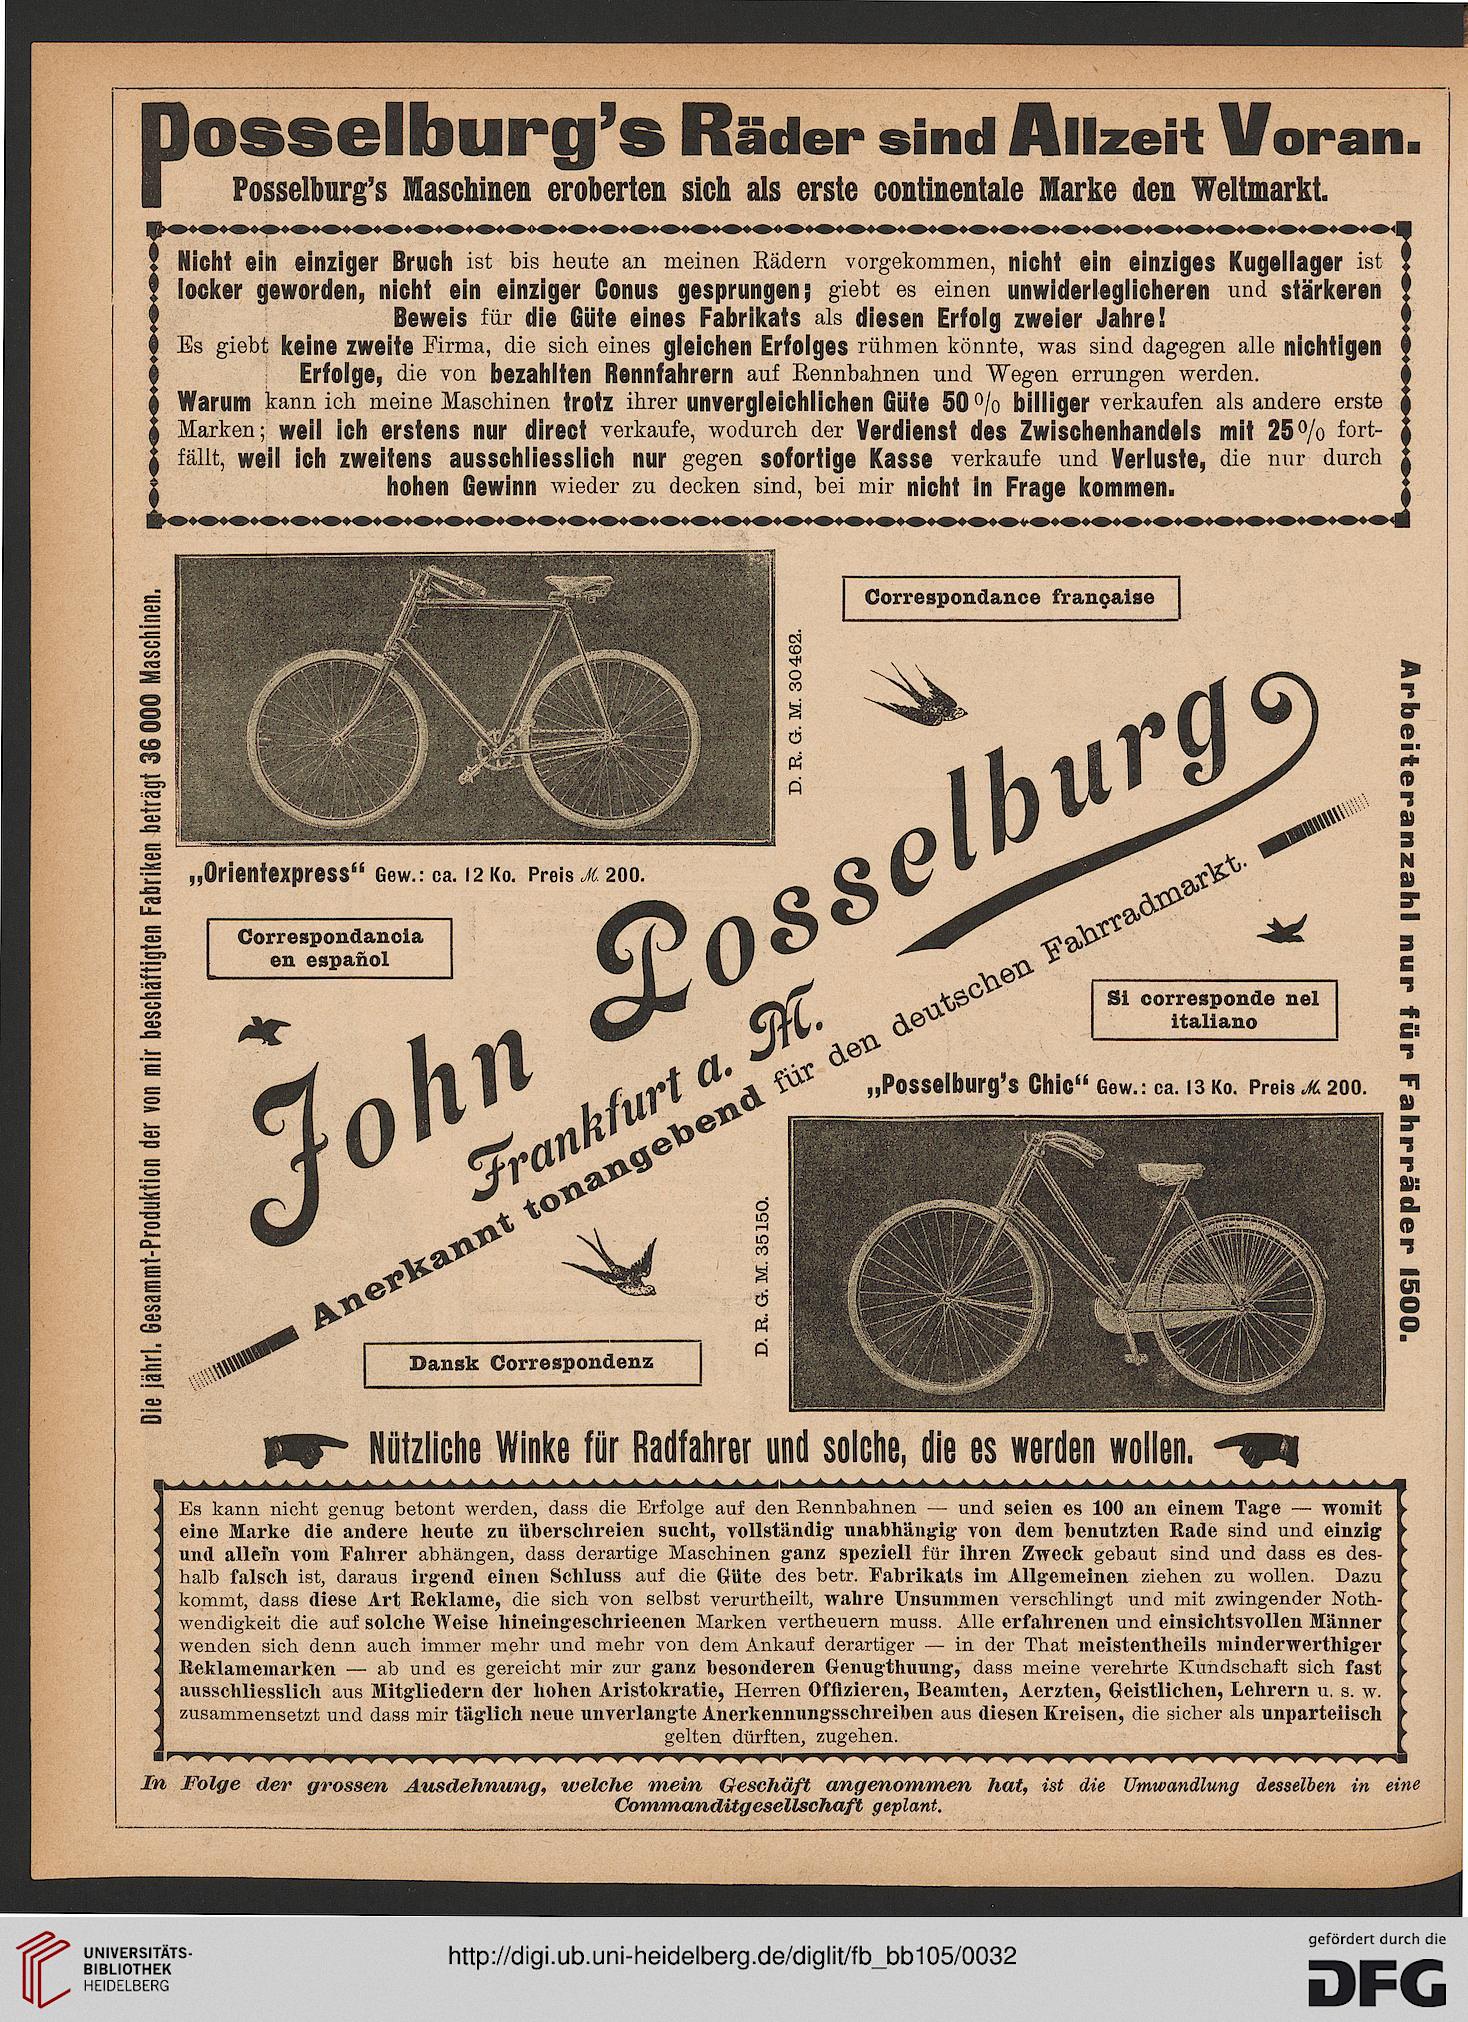 Posselburg's Räder sind Allzeit Voran.
Posselburg's Maschinen eroberten sich als erste continentale Marke den Weltmarkt.
Nicht ein einziger Bruch ist bis heute an meinen Rädern vorgekommen, nicht ein einziges Kugellager ist
locker geworden, nicht ein einziger Conus gesprungen; giebt es einen unwiderleglicheren und stärkeren
Beweis für die Güte eines Fabrikats als diesen Erfolg zweier Jahre!
Es giebt keine zweite Firma, die sich eines gleichen Erfolges rühmen könnte, was sind dagegen alle nichtigen
Erfolge, die von bezahlten Rennfahrern auf Rennbahnen und Wegen errungen werden.
Warum kann ich meine Maschinen trotz ihrer unvergleichlichen Güte 50% billiger verkaufen als andere erste
Marken; weil ich erstens nur direct verkaufe, wodurch der Verdienst des Zwischenhandels mit 25% fort-
fällt, weil ich zweitens ausschliesslich nur gegen sofortige Kasse verkaufe und Verluste, die nur durch
hohen Gewinn wieder zu decken sind, bei mir nicht in Frage kommen.
Die jährl. Gesammt-Produktion der von mir beschäftigten Fabriken beträgt 36 000 Maschinen.
D. R. G. M. 30462.
Correspondance française
„Orientexpress“ Gew.: ca. 12 Ko. Preis M. 200.
Correspondancia
en español
John Posselburg
Frankfurt a. M.
Anerkannt tonangebend für den deutschen Fahrradmarkt.
Si corresponde nel
italiano
Arbeiteranzahl nur für Fahrräder 1500.
„Posselburg's Chic“ Gew.: ca. 13 Ko. Preis M. 200.
D. R. G. M. 35150.
Dansk Correspondenz
Nützliche Winke für Radfahrer und solche, die es werden wollen.
Es kann nicht genug betont werden, dass die Erfolge auf den Rennbahnen — und seien es 100 an einem Tage — womit
eine Marke die andere heute zu überschreien sucht, vollständig unabhängig von dem benutzten Rade sind und einzig
und allein vom Fahrer abhängen, dass derartige Maschinen ganz speziell für ihren Zweck gebaut sind und dass es des-
halb falsch ist, daraus irgend einen Schluss auf die Güte des betr. Fabrikats im Allgemeinen ziehen zu wollen. Dazu
kommt, dass diese Art Reklame, die sich von selbst verurtheilt, wahre Unsummen verschlingt und mit zwingender Noth-
wendigkeit die auf solche Weise hineingeschrieenen Marken vertheuern muss. Alle erfahrenen und einsichtsvollen Männer
wenden sich denn auch immer mehr und mehr von dem Ankauf derartiger — in der That meistentheils minderwerthiger
Reklamemarken — ab und es gereicht mir zur ganz besonderen Genugthuung, dass meine verehrte Kundschaft sich fast
ausschliesslich aus Mitgliedern der hohen Aristokratie, Herren Offizieren, Beamten, Aerzten, Geistlichen, Lehrern u. s. w.
zusammensetzt und dass mir täglich neue unverlangte Anerkennungsschreiben aus diesen Kreisen, die sicher als unparteiisch
gelten dürften, zugehen.
In Folge der grossen Ausdehnung, welche mein Geschäft angenommen hat, ist die Umwandlung desselben in eine
Commanditgesellschaft geplant.
UNIVERSITÄTS-
BIBLIOTHEK
HEIDELBERG
http://digi.ub.uni-heidelberg.de/diglit/fb_bb105/0032
gefördert durch die
DFG